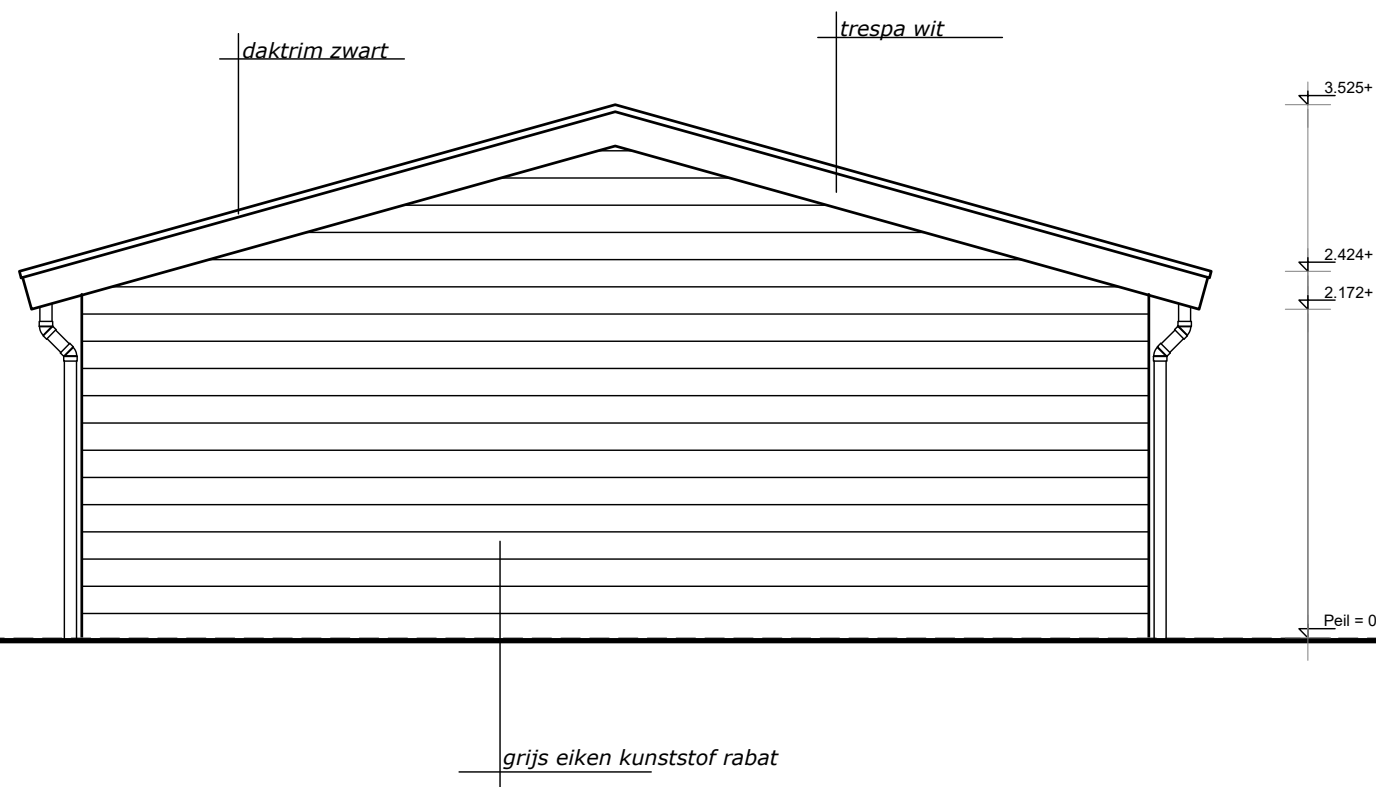 trespa wit
daktrim zwart
3.525+
2.424+
2.172+
Peil = 0
grijs eiken kunststof rabat